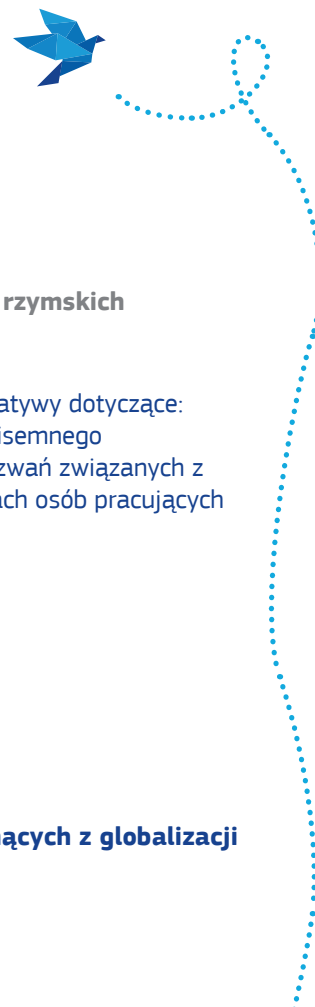 rzymskich
atywy dotyczące:
isemnego
zwań związanych z
ach osób pracujących
ących z globalizacji